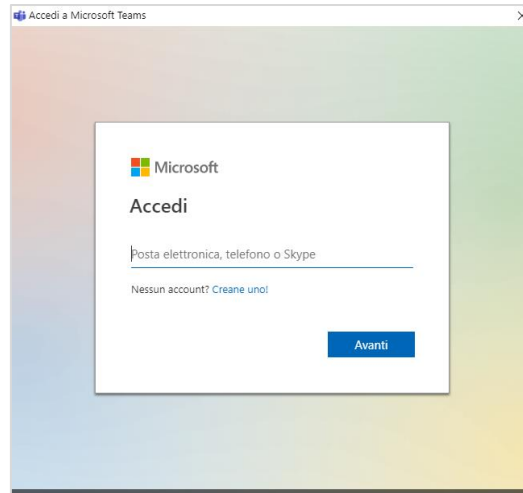 Accedi a Microsoft Teams
Microsoft
Accedi
Posta elettronica, telefono o Skype
Nessun account? Creane uno!
Avanti